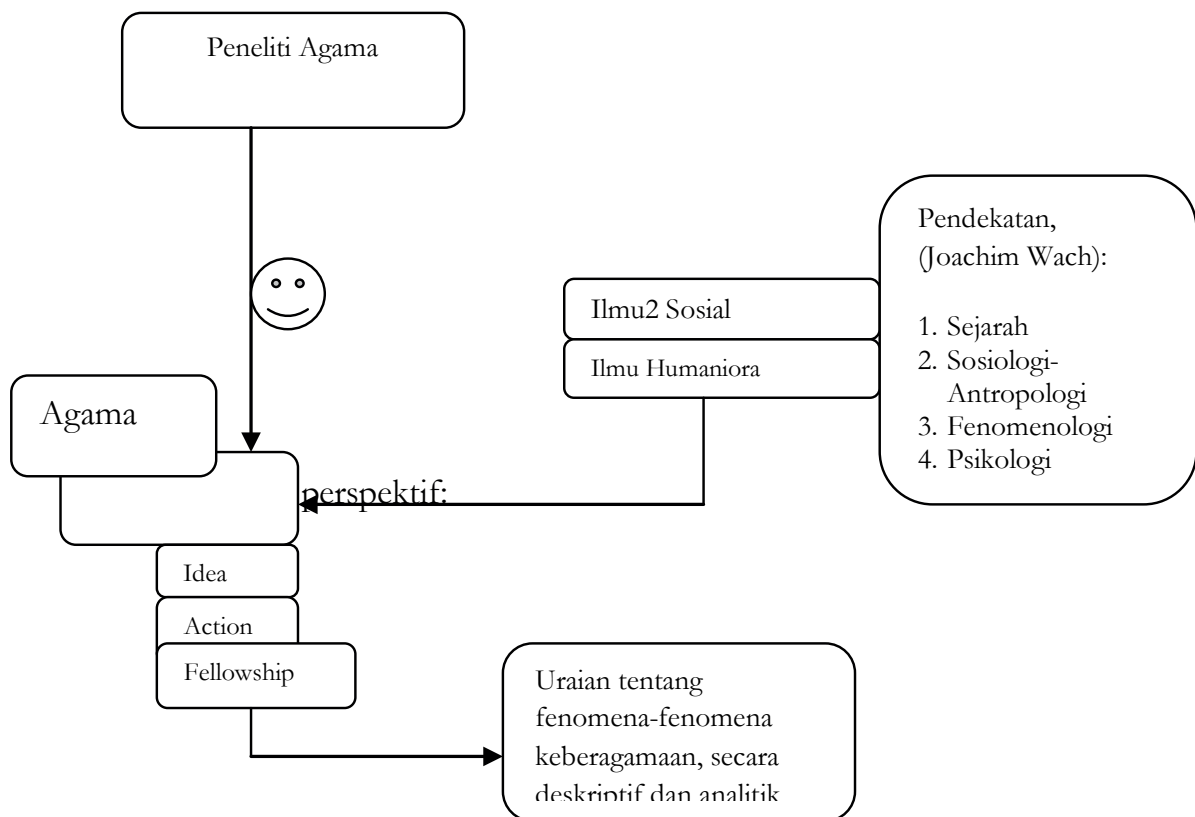 Peneliti Agama
Pendekatan,
(Joachim Wach):
1. Sejarah
2. Sosiologi-
Antropologi
3. Fenomenologi
4. Psikologi
Ilmu2 Sosial
Ilmu Humaniora
Agama
perspektif:
Idea
Action
Fellowship
Uraian tentang
fenomena-fenomena
keberagamaan, secara
deskriptif dan analitik